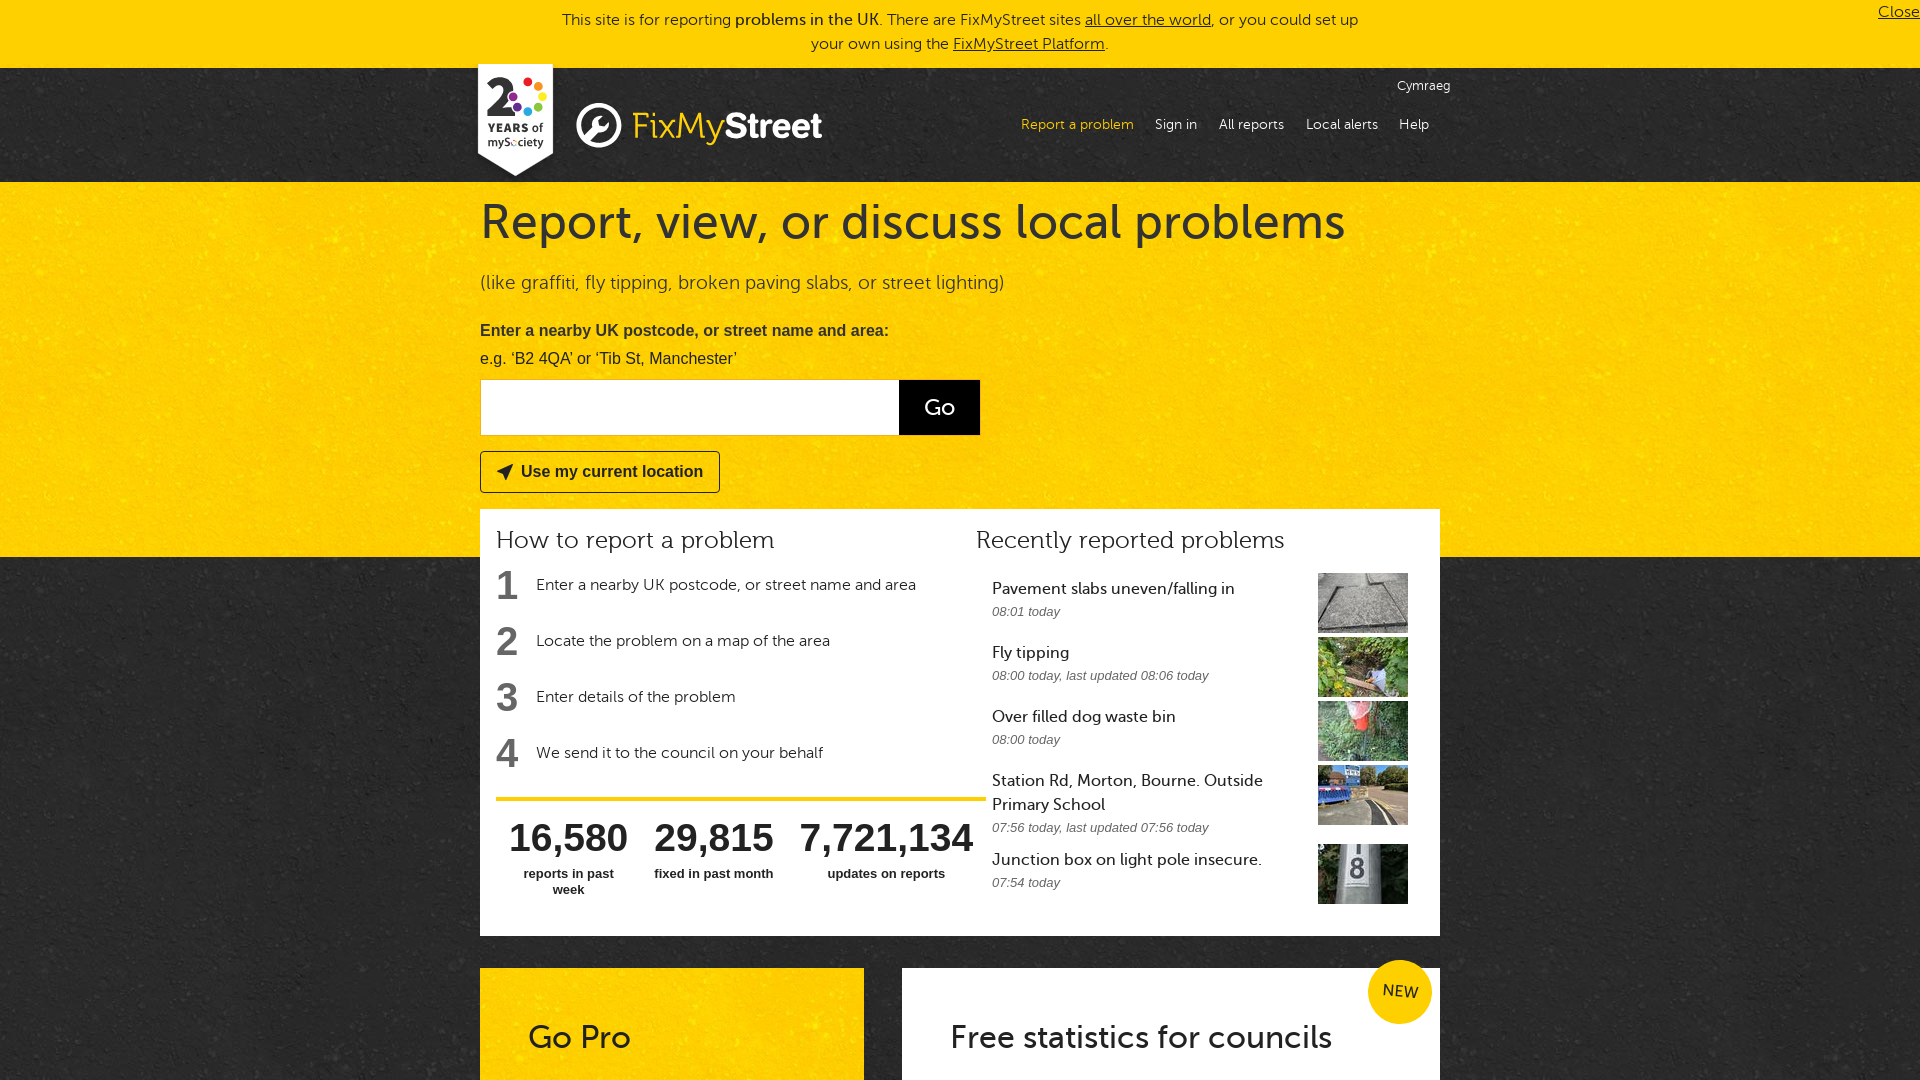 This site is for reporting problems in the UK. There are FixMyStreet sites all over the world, or you could set up
your own using the FixMyStreet Platform.
Close
20
YEARS of
mySociety
FixMyStreet
Cymraeg
Report a problem
Sign in
All reports
Local alerts
Help
Report, view, or discuss local problems
(like graffiti, fly tipping, broken paving slabs, or street lighting)
Enter a nearby UK postcode, or street name and area:
e.g. ‘B2 4QA’ or ‘Tib St, Manchester’
Go
Use my current location
How to report a problem
1 Enter a nearby UK postcode, or street name and area
2 Locate the problem on a map of the area
3 Enter details of the problem
4 We send it to the council on your behalf
16,580
reports in past
week
29,815
fixed in past month
7,721,134
updates on reports
Recently reported problems
Pavement slabs uneven/falling in
08:01 today
Fly tipping
08:00 today, last updated 08:06 today
Over filled dog waste bin
08:00 today
Station Rd, Morton, Bourne. Outside
Primary School
07:56 today, last updated 07:56 today
Junction box on light pole insecure.
07:54 today
8
Go Pro
NEW
Free statistics for councils